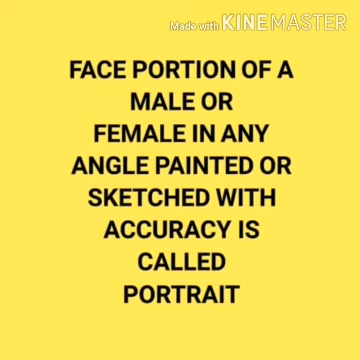 Made with KINEMASTER
FACE PORTION OF A
MALE OR
FEMALE IN ANY
ANGLE PAINTED OR
SKETCHED WITH
ACCURACY IS
CALLED
PORTRAIT